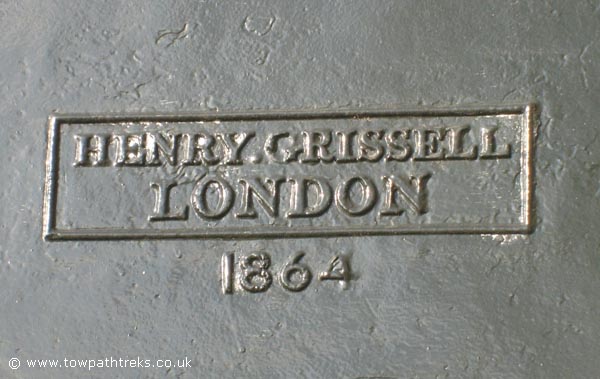 HENRY.GRISSELL
LONDON
1864
© www.towpathtreks.co.uk